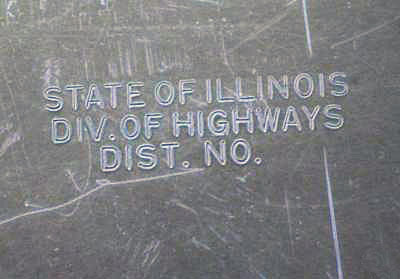 STATE OF ILLINOIS
DIV. OF HIGHWAYS
DIST. NO.